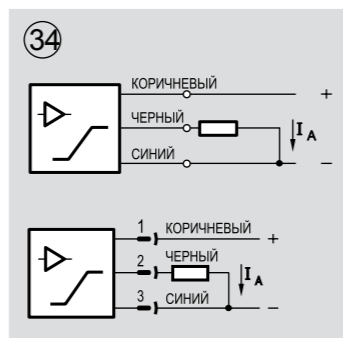 34
КОРИЧНЕВЫЙ +
ЧЕРНЫЙ
I A
СИНИЙ –
1 КОРИЧНЕВЫЙ +
2 ЧЕРНЫЙ
I A
3 СИНИЙ –